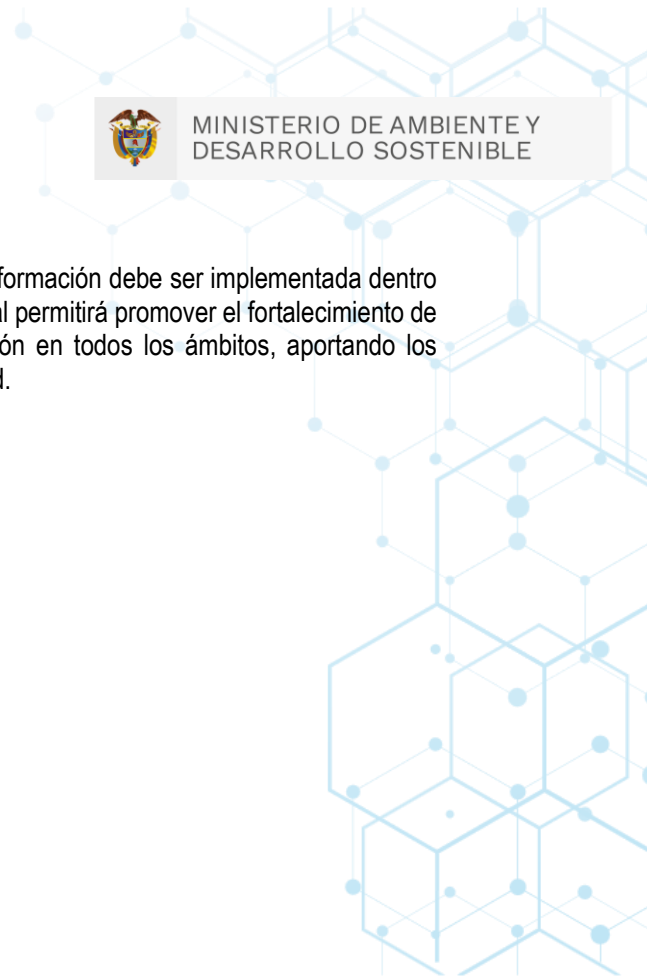 MINISTERIO DE AMBIENTE Y
DESARROLLO SOSTENIBLE
formación debe ser implementada dentro
al permitirá promover el fortalecimiento de
ón en todos los ámbitos, aportando los
d.